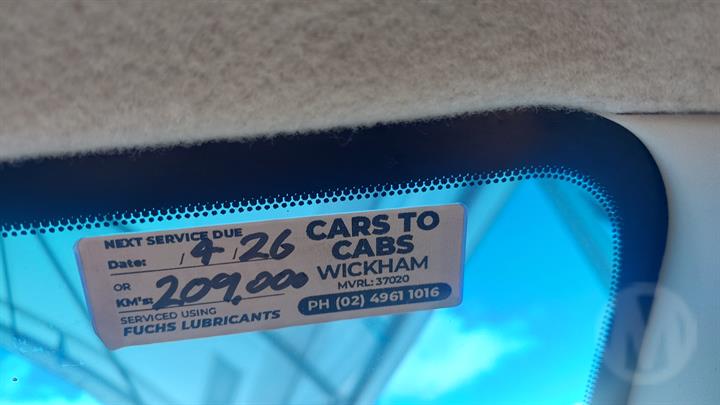 NEXT SERVICE DUE
Date: / 4 / 26
OR
KM's: 209,000
SERVICED USING
FUCHS LUBRICANTS
CARS TO
CABS
WICKHAM
MVRL: 37020
PH (02) 4961 1016
M